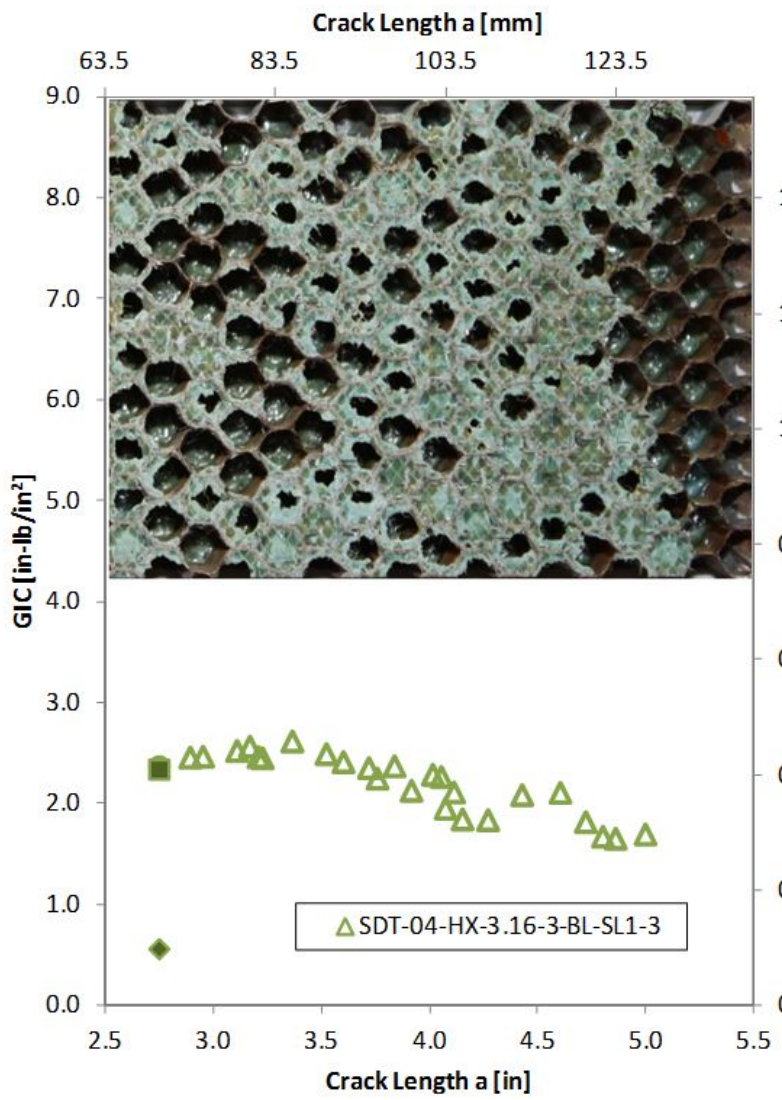 Crack Length a [mm]
63.5 83.5 103.5 123.5
9.0
8.0
7.0
6.0
5.0
4.0
3.0
2.0
1.0
0.0
GIC [in-lb/in²]
SDT-04-HX-3.16-3-BL-SL1-3
2.5 3.0 3.5 4.0 4.5 5.0 5.5
Crack Length a [in]